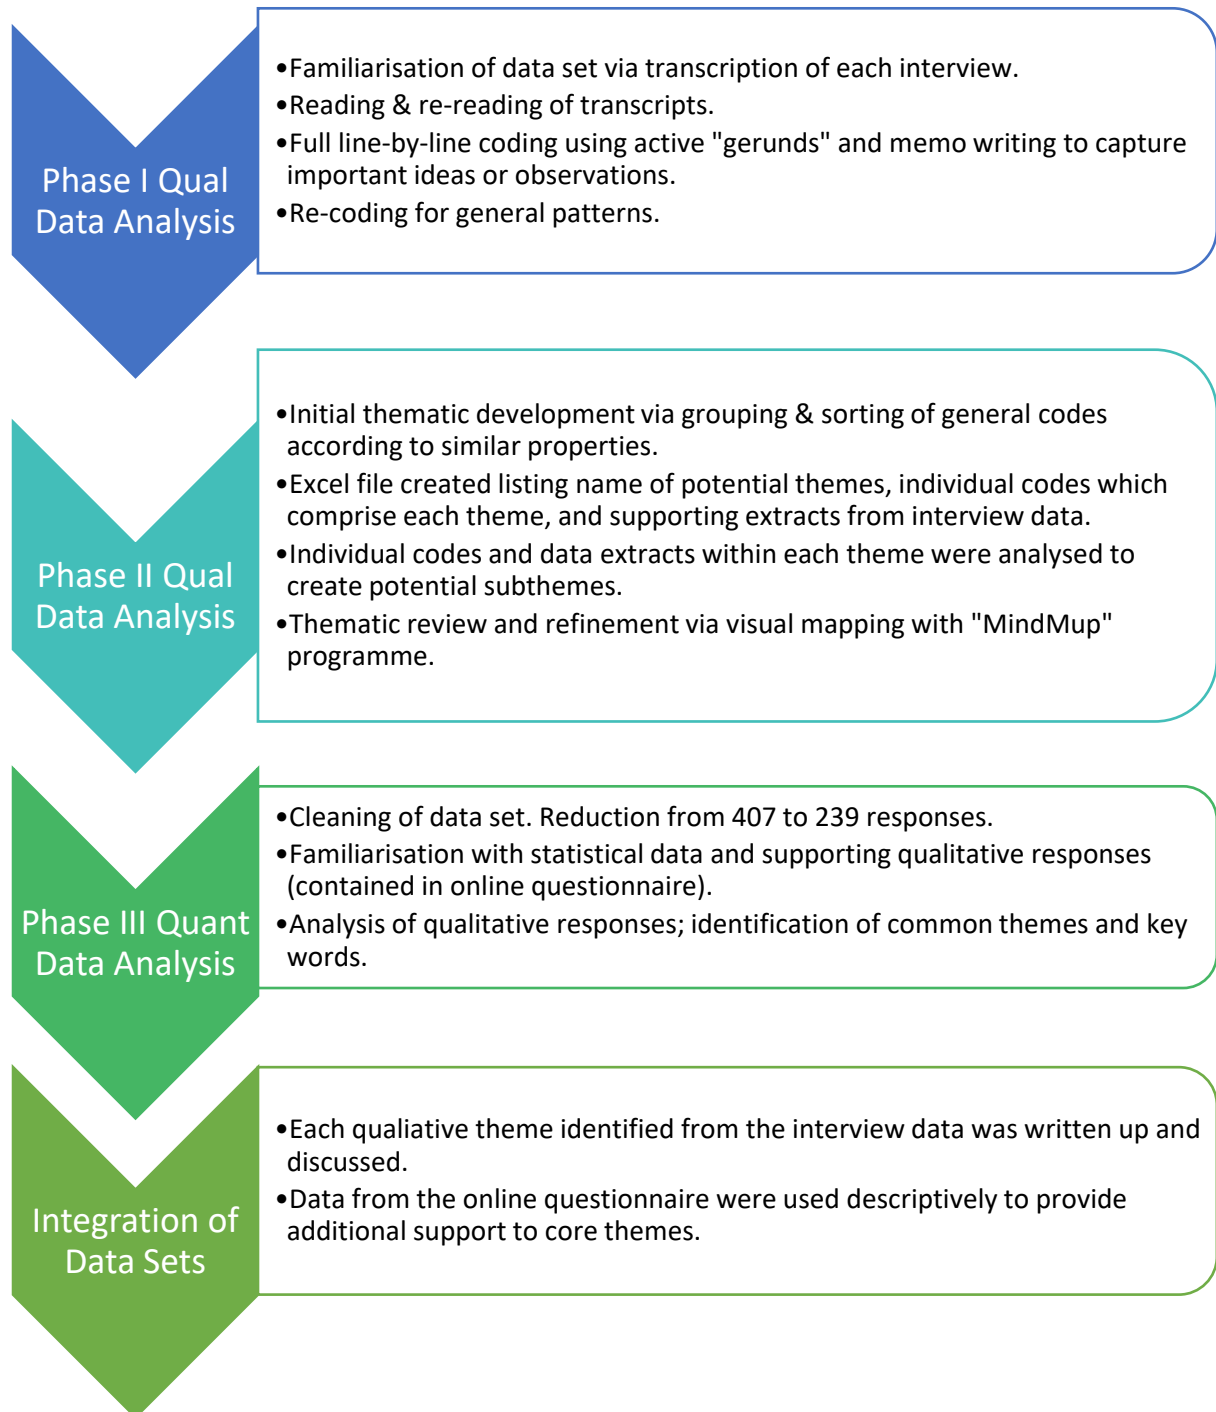 Phase I Qual
Data Analysis
•Familiarisation of data set via transcription of each interview.
•Reading & re-reading of transcripts.
•Full line-by-line coding using active "gerunds" and memo writing to capture
important ideas or observations.
•Re-coding for general patterns.
Phase II Qual
Data Analysis
•Initial thematic development via grouping & sorting of general codes
according to similar properties.
•Excel file created listing name of potential themes, individual codes which
comprise each theme, and supporting extracts from interview data.
•Individual codes and data extracts within each theme were analysed to
create potential subthemes.
•Thematic review and refinement via visual mapping with "MindMup"
programme.
Phase III Quant
Data Analysis
•Cleaning of data set. Reduction from 407 to 239 responses.
•Familiarisation with statistical data and supporting qualitative responses
(contained in online questionnaire).
•Analysis of qualitative responses; identification of common themes and key
words.
Integration of
Data Sets
•Each qualiative theme identified from the interview data was written up and
discussed.
•Data from the online questionnaire were used descriptively to provide
additional support to core themes.